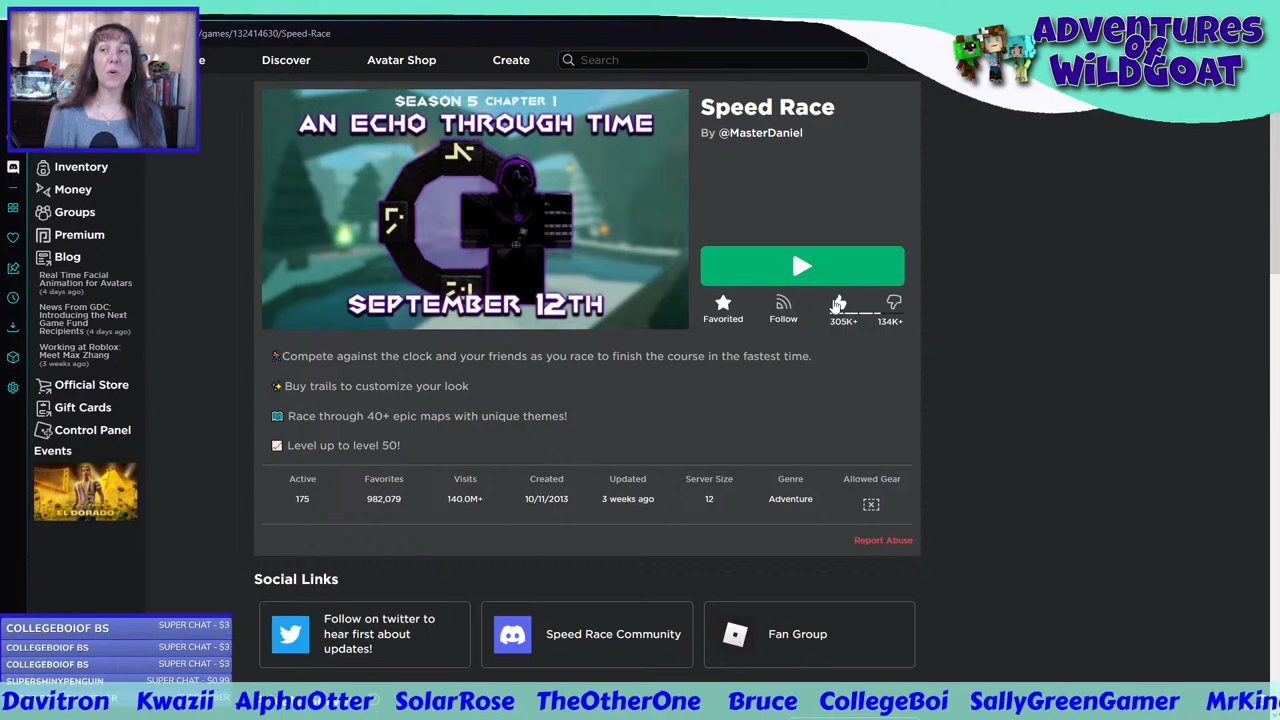 /games/132414630/Speed-Race
Adventures
of
WildGoat
Discover
Avatar Shop
Create
Search
Inventory
Money
Groups
Premium
Blog
Real Time Facial
Animation for Avatars
(4 days ago)
News From GDC:
Introducing the Next
Game Fund
Recipients (4 days ago)
Working at Roblox:
Meet Max Zhang
(3 weeks ago)
Official Store
Gift Cards
Control Panel
Events
EL DORADO
SEASON 5 CHAPTER 1
AN ECHO THROUGH TIME
SEPTEMBER 12TH
Speed Race
By @MasterDaniel
Favorited
Follow
305K+
134K+
Compete against the clock and your friends as you race to finish the course in the fastest time.
Buy trails to customize your look
Race through 40+ epic maps with unique themes!
Level up to level 50!
Active Favorites Visits Created Updated Server Size Genre Allowed Gear
175 982,079 140.0M+ 10/11/2013 3 weeks ago 12 Adventure
Report Abuse
Social Links
Follow on twitter to
hear first about
updates!
Speed Race Community
Fan Group
COLLEGEBOIOF BS SUPER CHAT - $3
COLLEGEBOIOF BS SUPER CHAT - $3
COLLEGEBOIOF BS SUPER CHAT - $3
SUPERSHINYPENGUIN SUPER CHAT - $0.99
Davitron Kwazii AlphaOtter SolarRose TheOtherOne Bruce CollegeBoi SallyGreenGamer MrKin